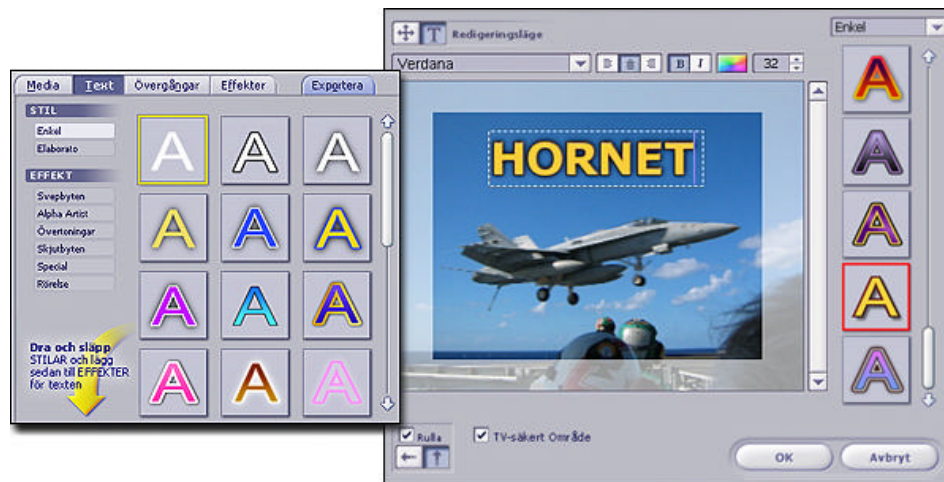 Media
Text
Övergångar
Effekter
Exportera
STIL
Enkel
Elaborato
EFFEKT
Svepbyten
Alpha Artist
Övertoningar
Skjutbyten
Special
Rörelse
Dra och släpp
STILAR och lägg
sedan till EFFEKTER
för texten
A
A
A
A
A
A
A
A
A
A
A
A
T
Redigeringsläge
Enkel
Verdana
B
I
32
HORNET
A
A
A
A
A
Rulla
TV-säkert Område
OK
Avbryt